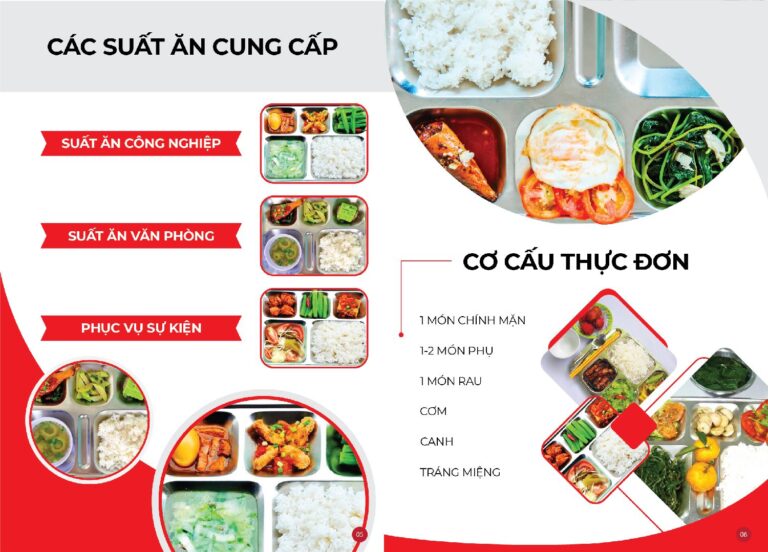 CÁC SUẤT ĂN CUNG CẤP
SUẤT ĂN CÔNG NGHIỆP
SUẤT ĂN VĂN PHÒNG
PHỤC VỤ SỰ KIỆN
05
CƠ CẤU THỰC ĐƠN
1 MÓN CHÍNH MẶN
1-2 MÓN PHỤ
1 MÓN RAU
CƠM
CANH
TRÁNG MIỆNG
06